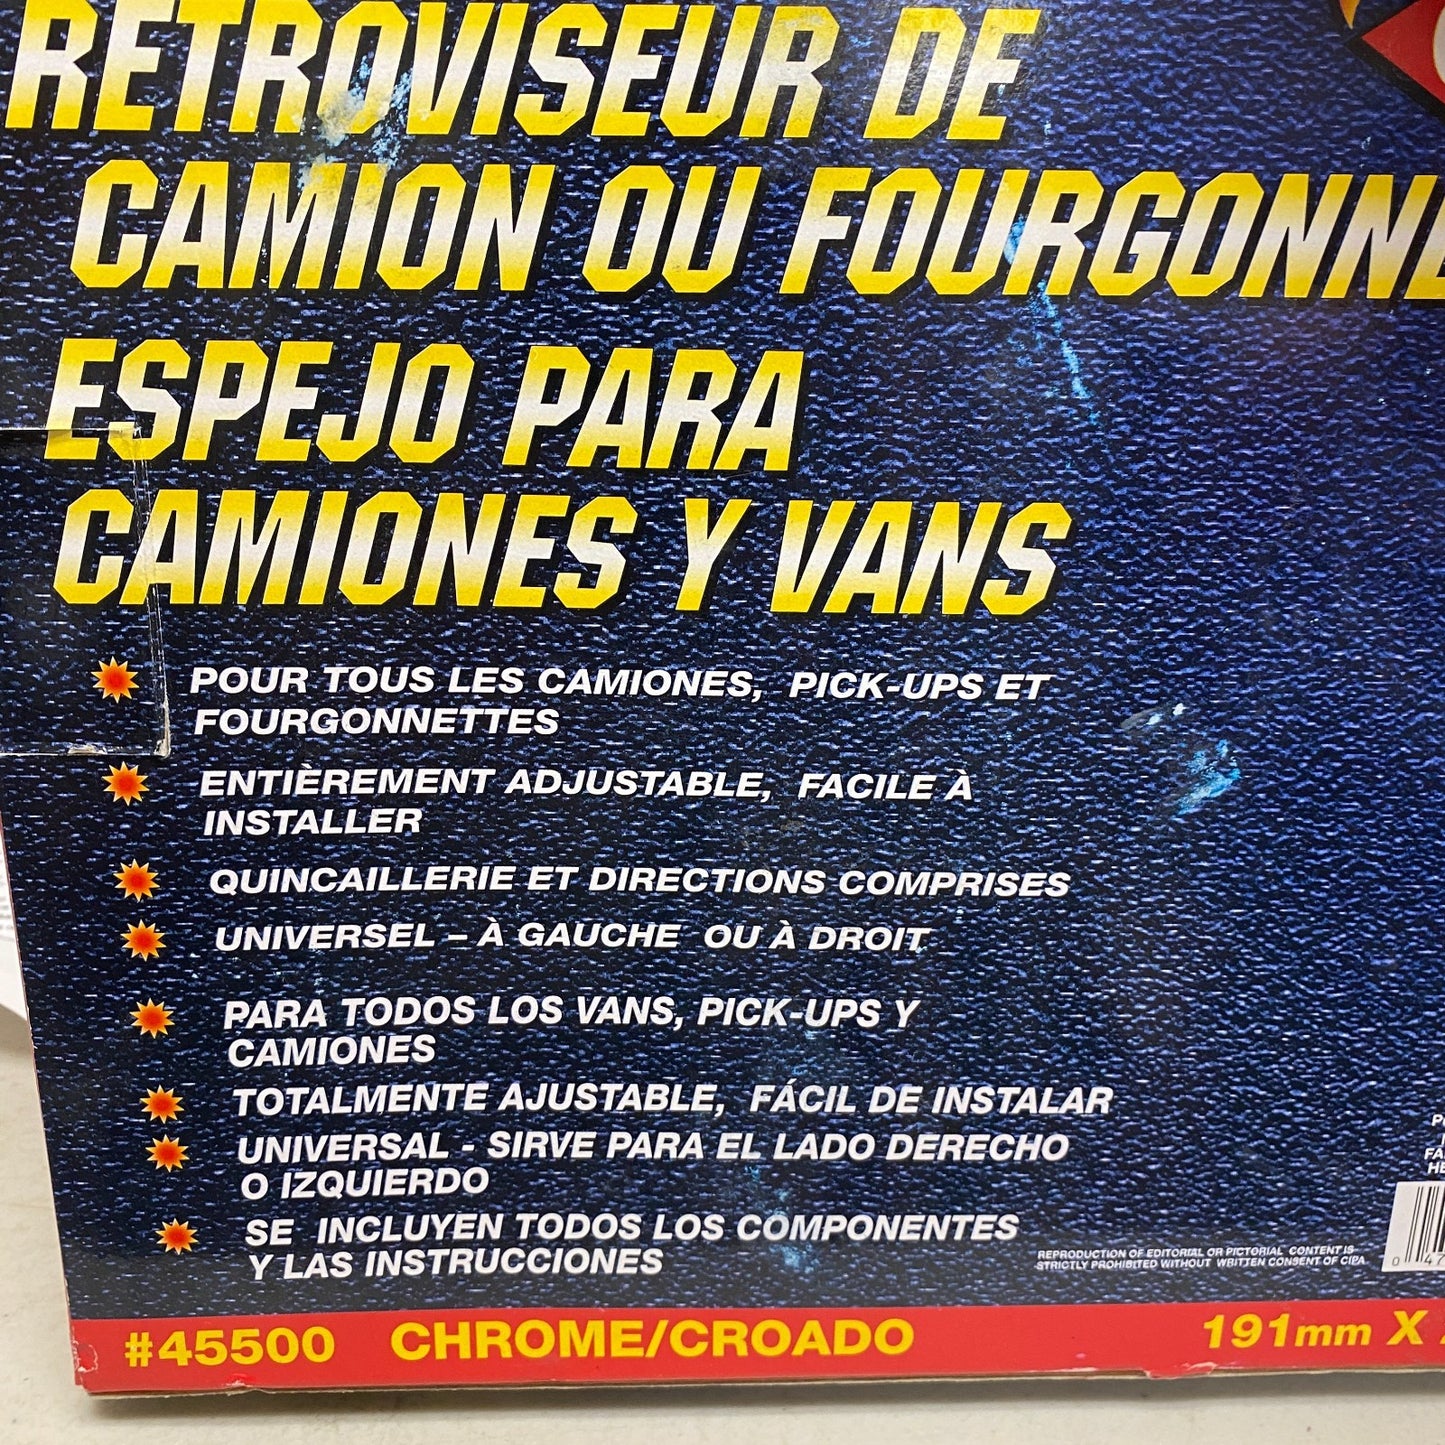 RETROVISEUR DE
CAMION OU FOURGONNE
ESPEJO PARA
CAMIONES Y VANS
POUR TOUS LES CAMIONES, PICK-UPS ET
FOURGONNETTES
ENTIÈREMENT ADJUSTABLE, FACILE À
INSTALLER
QUINCAILLERIE ET DIRECTIONS COMPRISES
UNIVERSEL – À GAUCHE OU À DROIT
PARA TODOS LOS VANS, PICK-UPS Y
CAMIONES
TOTALMENTE AJUSTABLE, FÁCIL DE INSTALAR
UNIVERSAL - SIRVE PARA EL LADO DERECHO
O IZQUIERDO
SE INCLUYEN TODOS LOS COMPONENTES
Y LAS INSTRUCCIONES
REPRODUCTION OF EDITORIAL OR PICTORIAL CONTENT IS
STRICTLY PROHIBITED WITHOUT WRITTEN CONSENT OF CIPA
0 47
#45500 CHROME/CROADO 191mm X